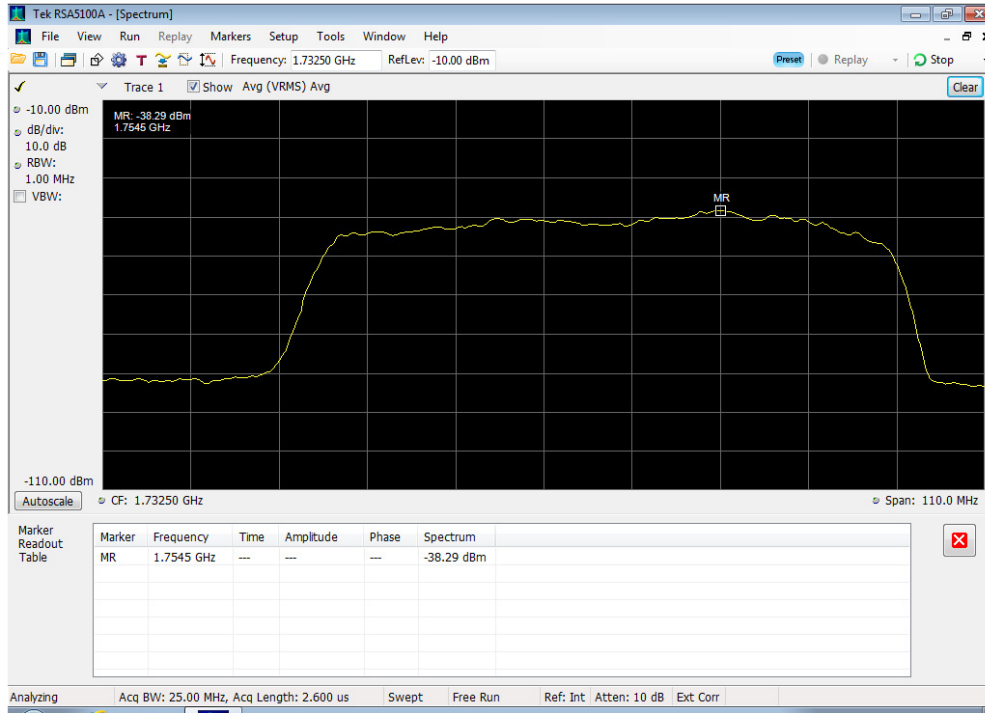 Tek RSA5100A - [Spectrum]
File View Run Replay Markers Setup Tools Window Help
T Frequency: 1.73250 GHz RefLev: -10.00 dBm Preset Replay Stop
Trace 1 Show Avg (VRMS) Avg Clear
-10.00 dBm
dB/div:
10.0 dB
RBW:
1.00 MHz
VBW:
MR: -38.29 dBm
1.7545 GHz
MR
-110.00 dBm
Autoscale CF: 1.73250 GHz Span: 110.0 MHz
Marker
Readout
Table
Marker Frequency Time Amplitude Phase Spectrum
MR 1.7545 GHz --- --- --- -38.29 dBm
Analyzing Acq BW: 25.00 MHz, Acq Length: 2.600 us Swept Free Run Ref: Int Atten: 10 dB Ext Corr